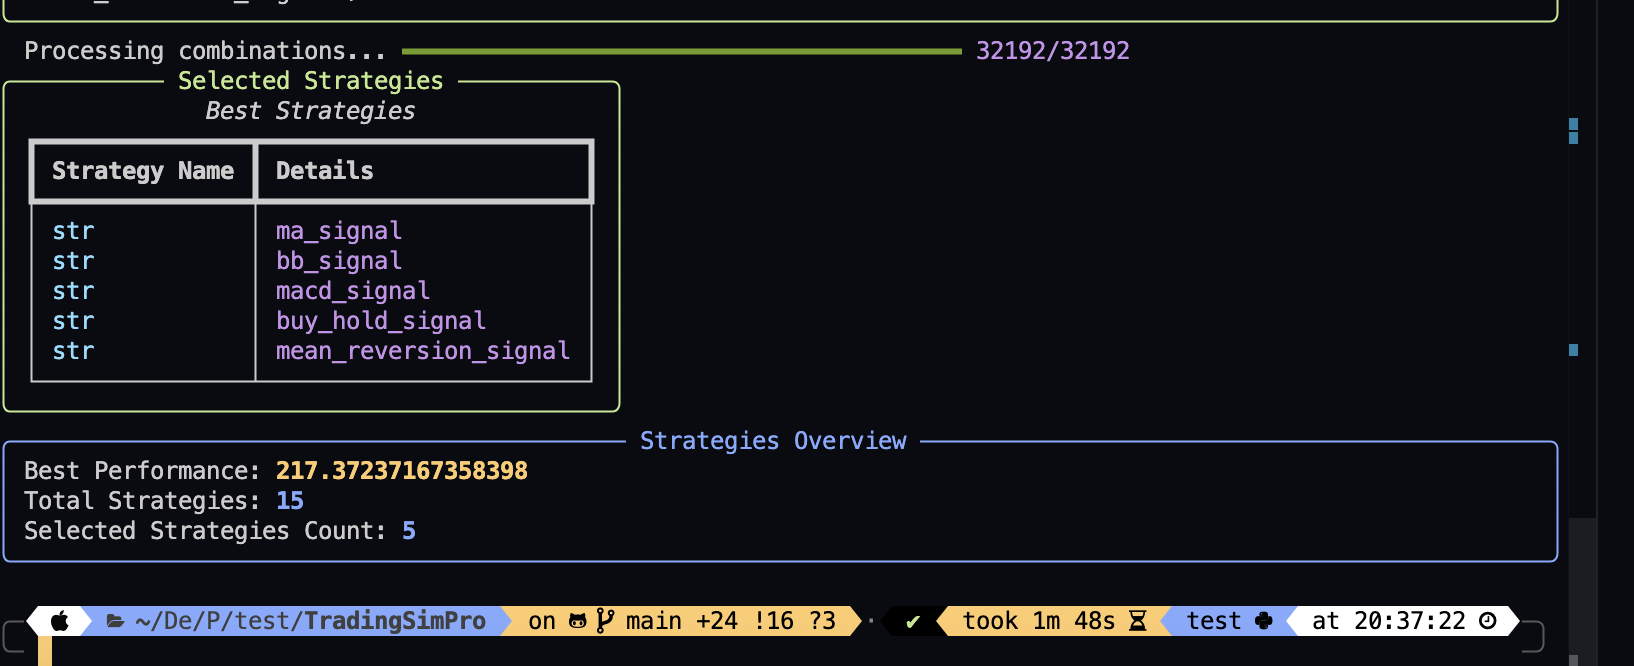 Processing combinations... 32192/32192
Selected Strategies
Best Strategies
Strategy Name Details
str ma_signal
str bb_signal
str macd_signal
str buy_hold_signal
str mean_reversion_signal
Strategies Overview
Best Performance: 217.37237167358398
Total Strategies: 15
Selected Strategies Count: 5
~/De/P/test/TradingSimPro on main +24 !16 ?3 · ✔ took 1m 48s test at 20:37:22